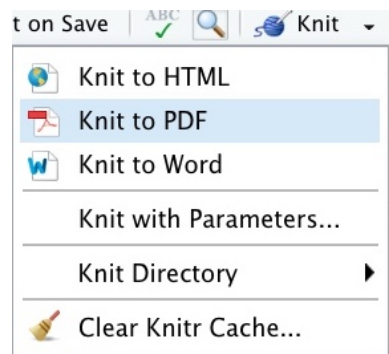 t on Save ABC Knit
Knit to HTML
Knit to PDF
Knit to Word
Knit with Parameters...
Knit Directory
Clear Knitr Cache...